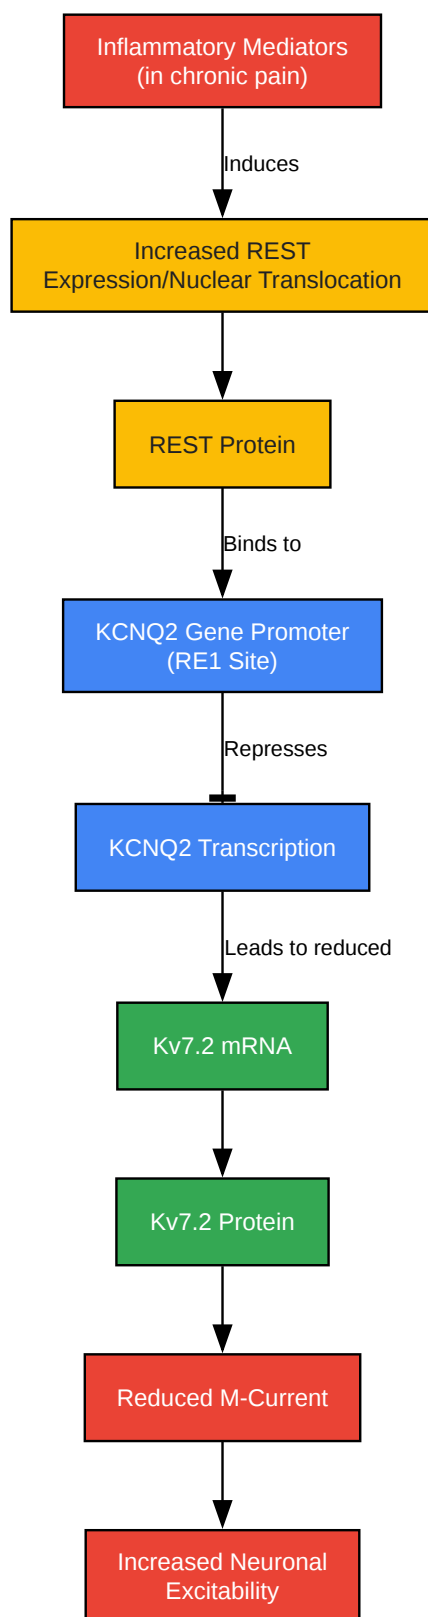 Inflammatory Mediators
(in chronic pain)
Induces
Increased REST
Expression/Nuclear Translocation
REST Protein
Binds to
KCNQ2 Gene Promoter
(RE1 Site)
Represses
KCNQ2 Transcription
Leads to reduced
Kv7.2 mRNA
Kv7.2 Protein
Reduced M-Current
Increased Neuronal
Excitability